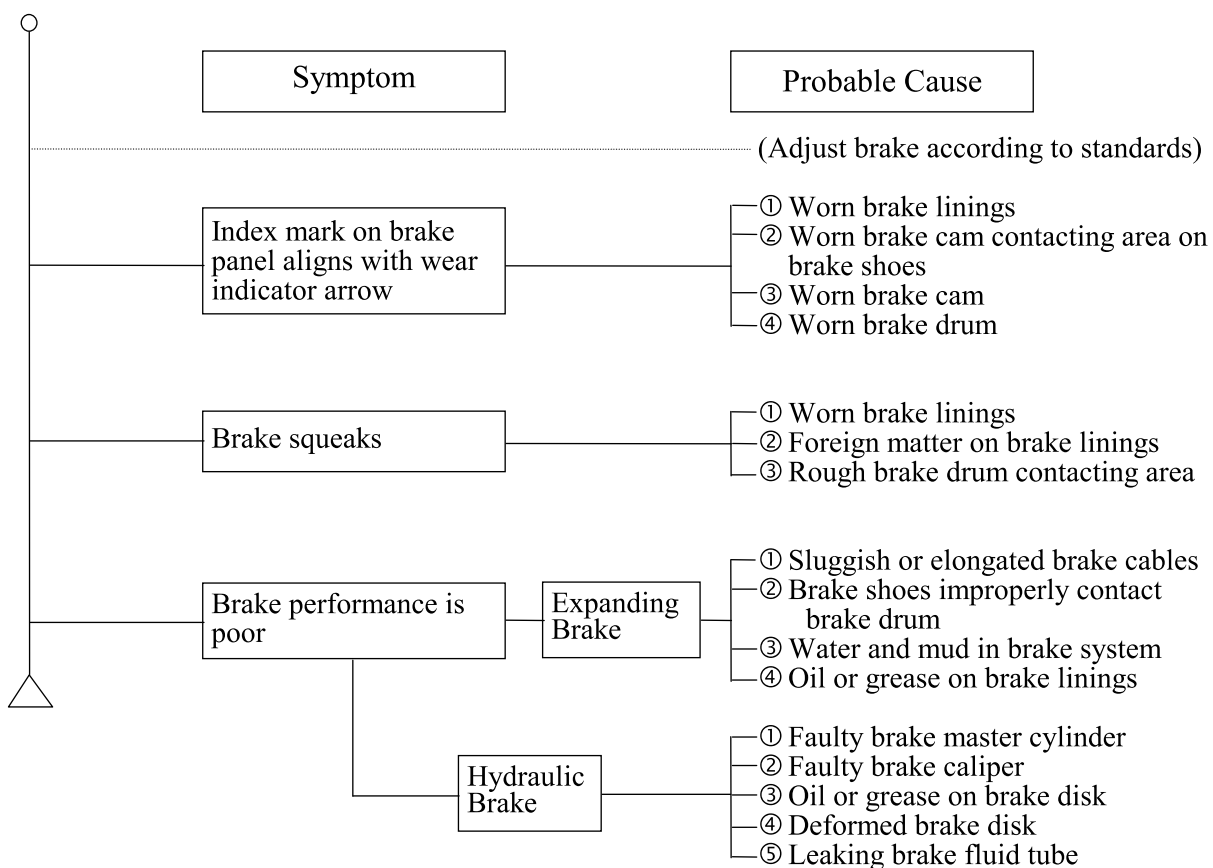 Symptom
Probable Cause
(Adjust brake according to standards)
Index mark on brake
panel aligns with wear
indicator arrow
① Worn brake linings
② Worn brake cam contacting area on
brake shoes
③ Worn brake cam
④ Worn brake drum
Brake squeaks
① Worn brake linings
② Foreign matter on brake linings
③ Rough brake drum contacting area
Brake performance is
poor
Expanding
Brake
① Sluggish or elongated brake cables
② Brake shoes improperly contact
brake drum
③ Water and mud in brake system
④ Oil or grease on brake linings
Hydraulic
Brake
① Faulty brake master cylinder
② Faulty brake caliper
③ Oil or grease on brake disk
④ Deformed brake disk
⑤ Leaking brake fluid tube